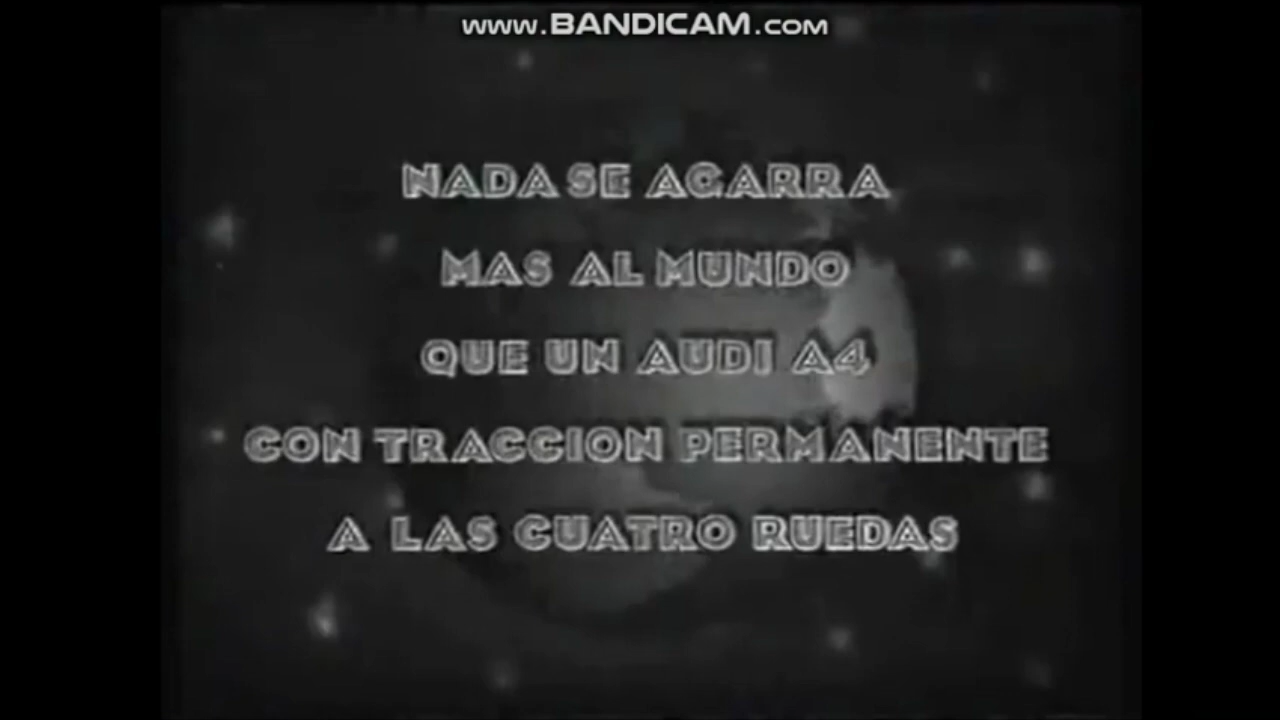 www.BANDICAM.com
NADA SE AGARRA
MAS AL MUNDO
QUE UN AUDI A4
CON TRACCION PERMANENTE
A LAS CUATRO RUEDAS